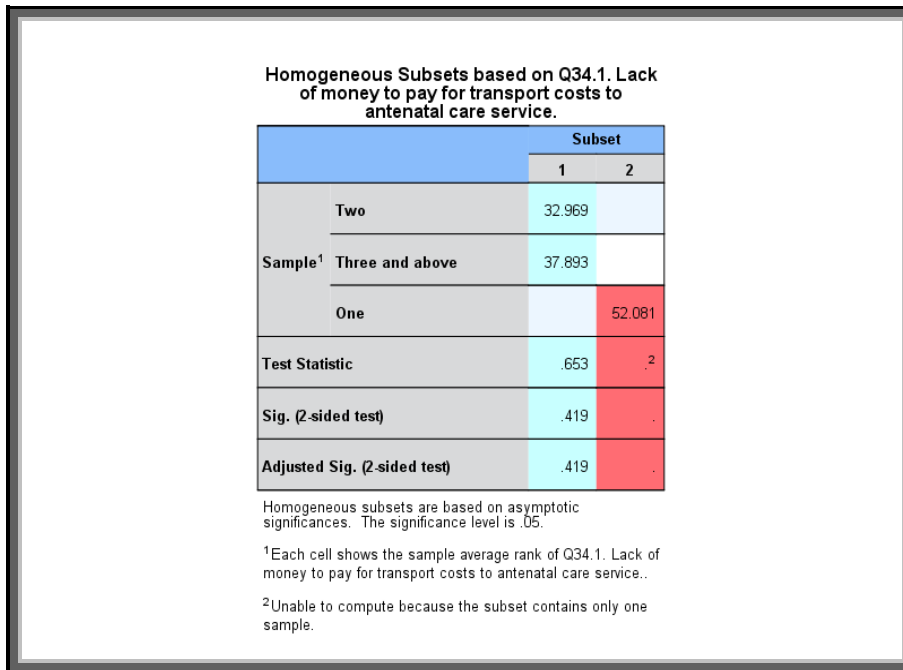 Homogeneous Subsets based on Q34.1. Lack
of money to pay for transport costs to
antenatal care service.
Subset
1 2
Two 32.969
Sample1 Three and above 37.893
One 52.081
Test Statistic .653 .2
Sig. (2-sided test) .419 .
Adjusted Sig. (2-sided test) .419 .
Homogeneous subsets are based on asymptotic
significances. The significance level is .05.
1Each cell shows the sample average rank of Q34.1. Lack of
money to pay for transport costs to antenatal care service..
2Unable to compute because the subset contains only one
sample.